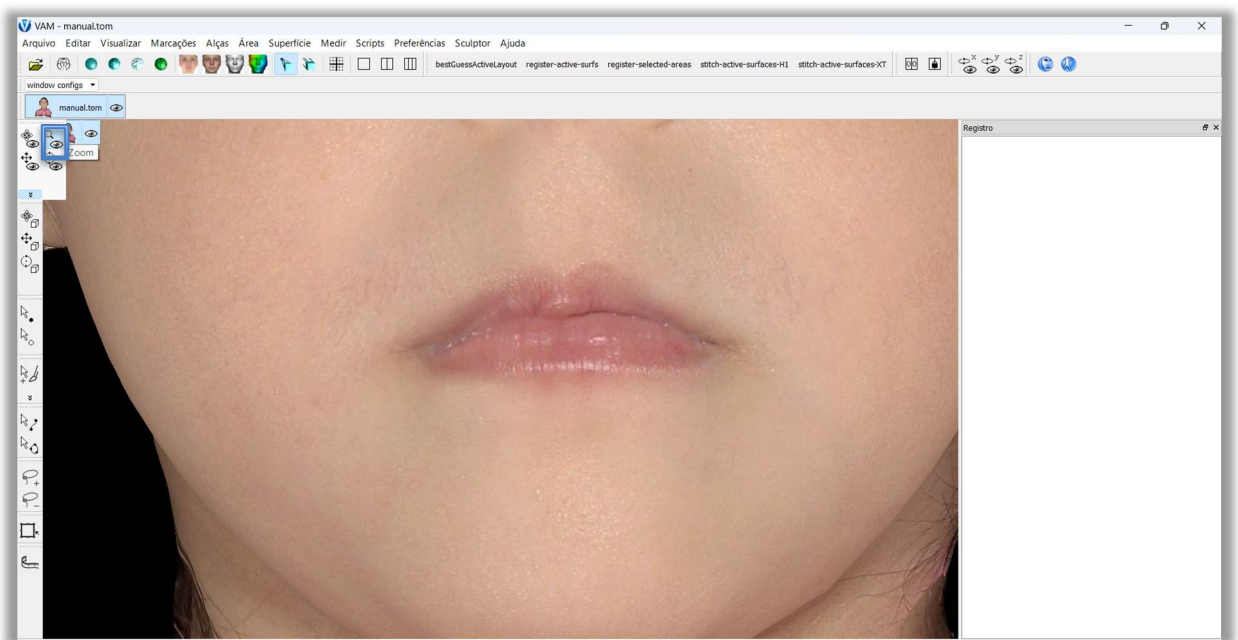 VAM - manual.tom
Arquivo Editar Visualizar Marcações Alças Área Superfície Medir Scripts Preferências Sculptor Ajuda
bestGuessActiveLayout register-active-surfs register-selected-areas stitch-active-surfaces-H1 stitch-active-surfaces-XT
x y z
window configs
manual.tom
Zoom
Registro